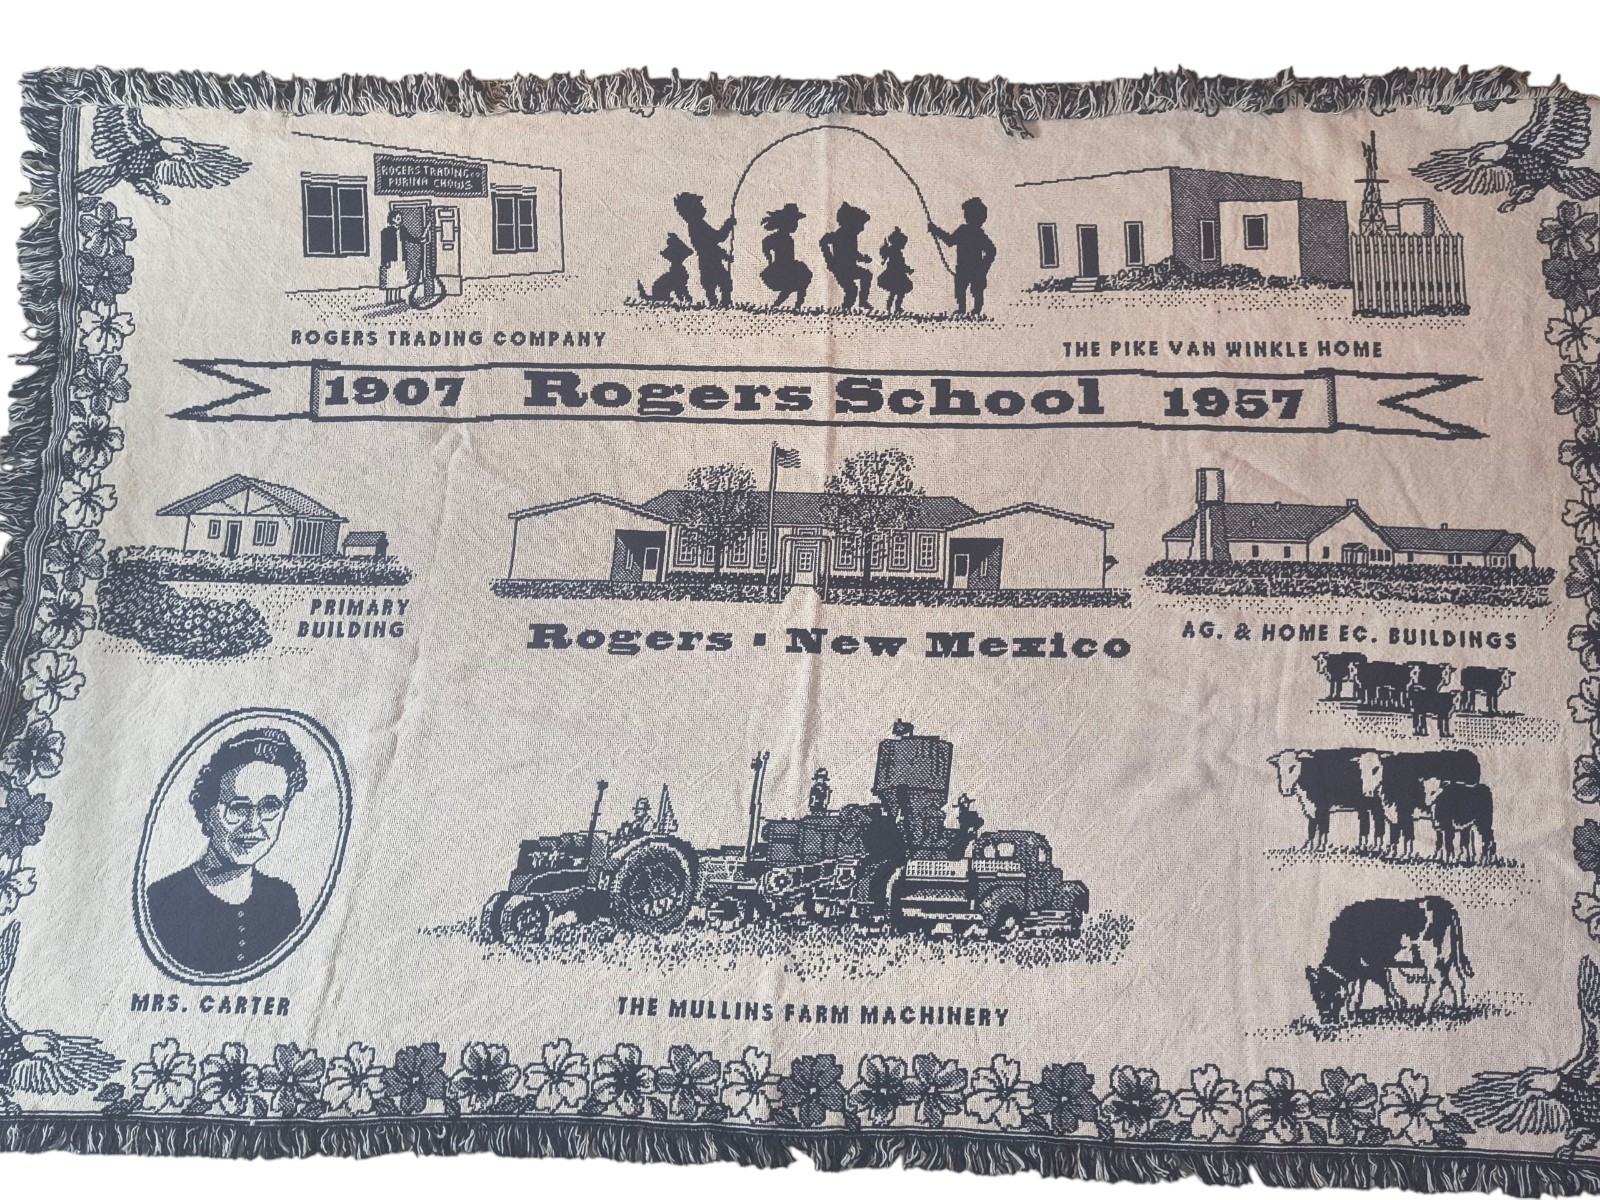 ROGERS TRADING CO
PURINA CHOWS
ROGERS TRADING COMPANY
THE PIKE VAN WINKLE HOME
1907 Rogers School 1957
PRIMARY
BUILDING
Rogers ▪ New Mexico
AG. & HOME EC. BUILDINGS
MRS. CARTER
THE MULLINS FARM MACHINERY